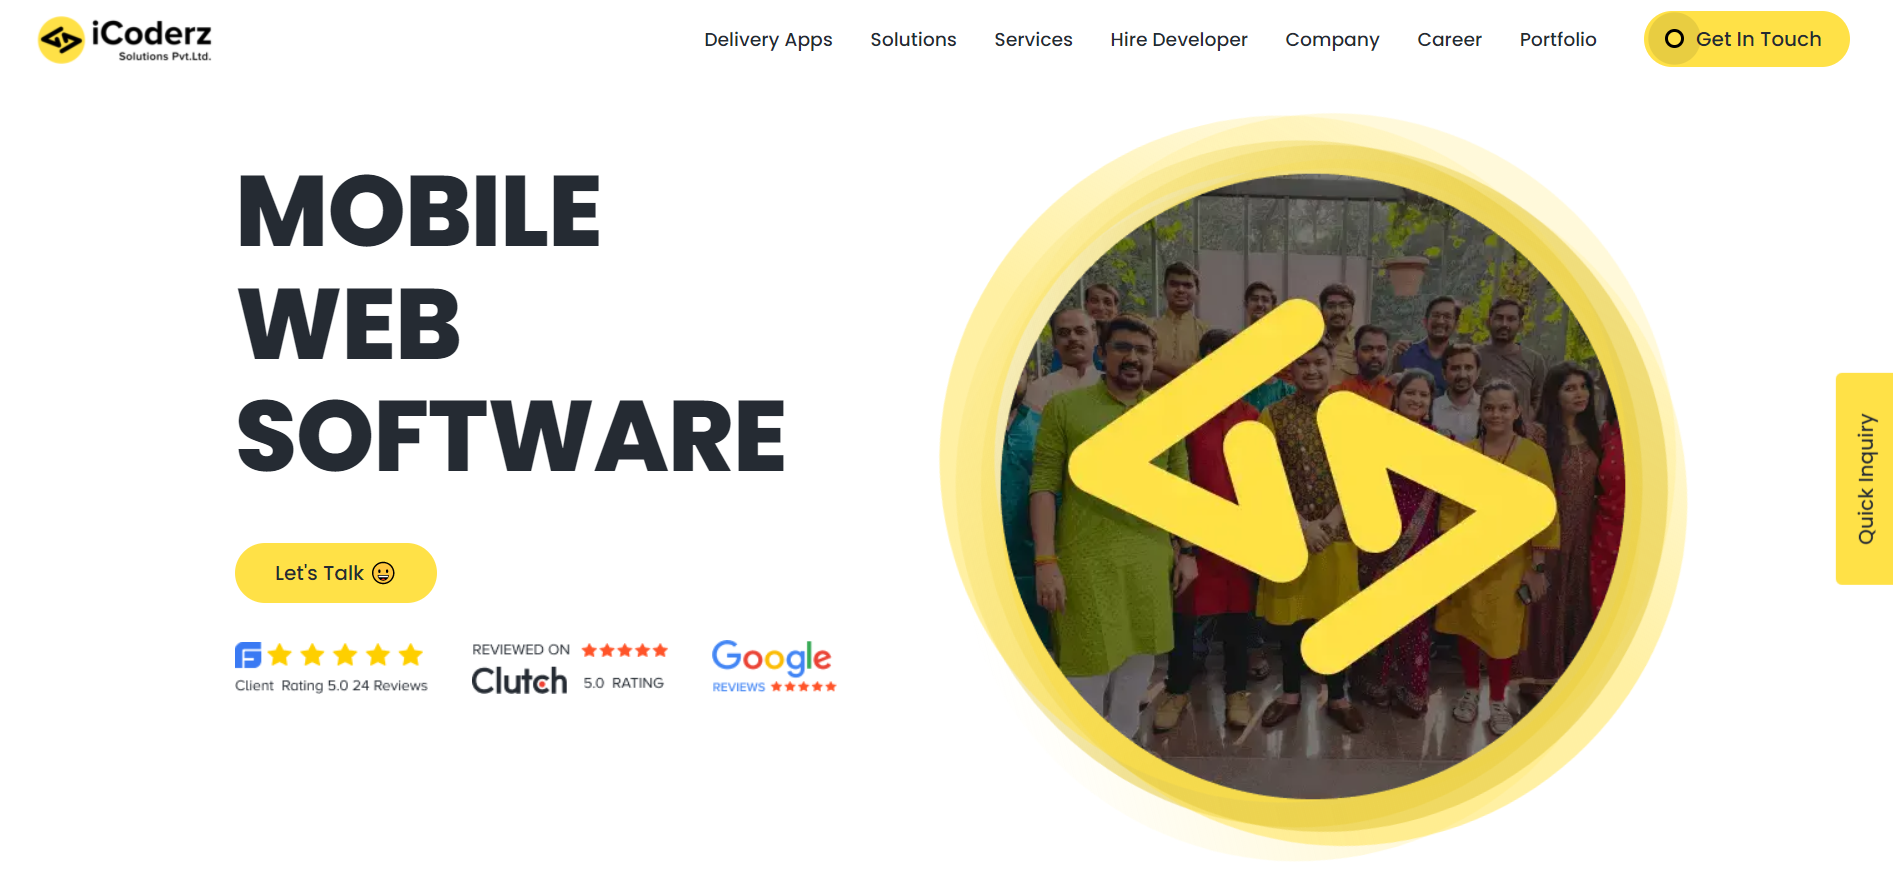 iCoderz
Solutions Pvt.Ltd.
Delivery Apps
Solutions
Services
Hire Developer
Company
Career
Portfolio
Get In Touch
MOBILE
WEB
SOFTWARE
Let's Talk
Client Rating 5.0 24 Reviews
REVIEWED ON
Clutch
5.0 RATING
Google
REVIEWS
Quick Inquiry